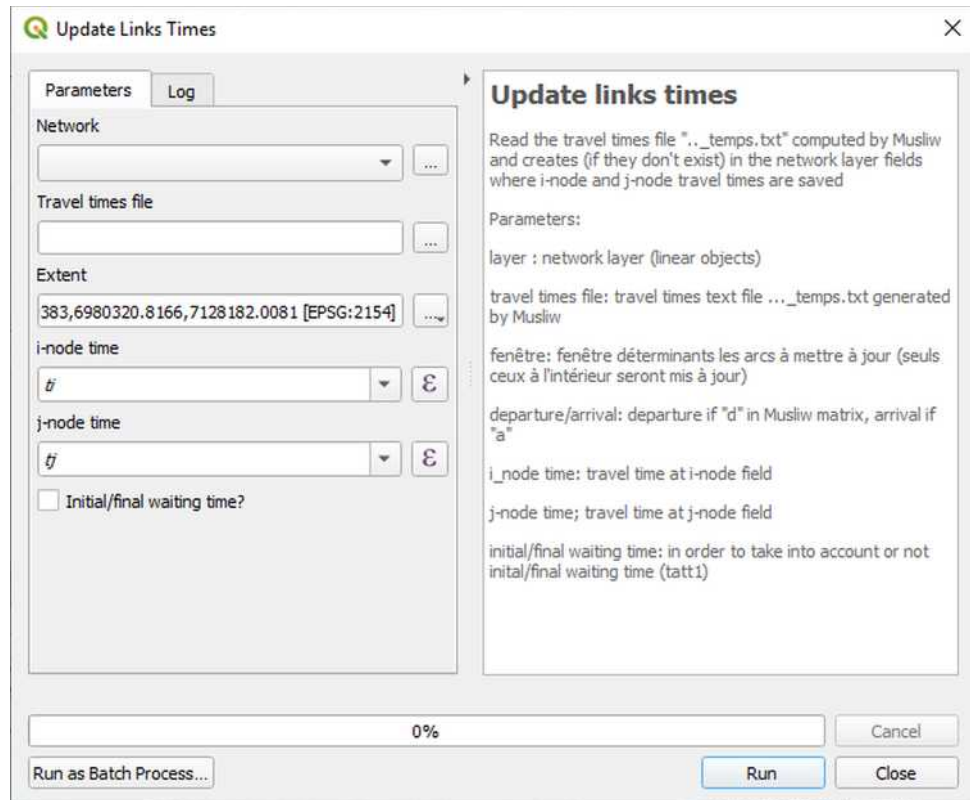 Update Links Times
Parameters
Log
Network
...
Travel times file
...
Extent
383,6980320.8166,7128182.0081 [EPSG:2154]
...
i-node time
ti
ε
j-node time
tj
ε
Initial/final waiting time?
Update links times
Read the travel times file ".._temps.txt" computed by Musliw
and creates (if they don't exist) in the network layer fields
where i-node and j-node travel times are saved
Parameters:
layer : network layer (linear objects)
travel times file: travel times text file ..._temps.txt generated
by Musliw
fenêtre: fenêtre déterminants les arcs à mettre à jour (seuls
ceux à l'intérieur seront mis à jour)
departure/arrival: departure if "d" in Musliw matrix, arrival if
"a"
i_node time: travel time at i-node field
j-node time; travel time at j-node field
initial/final waiting time: in order to take into account or not
inital/final waiting time (tatt1)
0%
Cancel
Run as Batch Process...
Run
Close